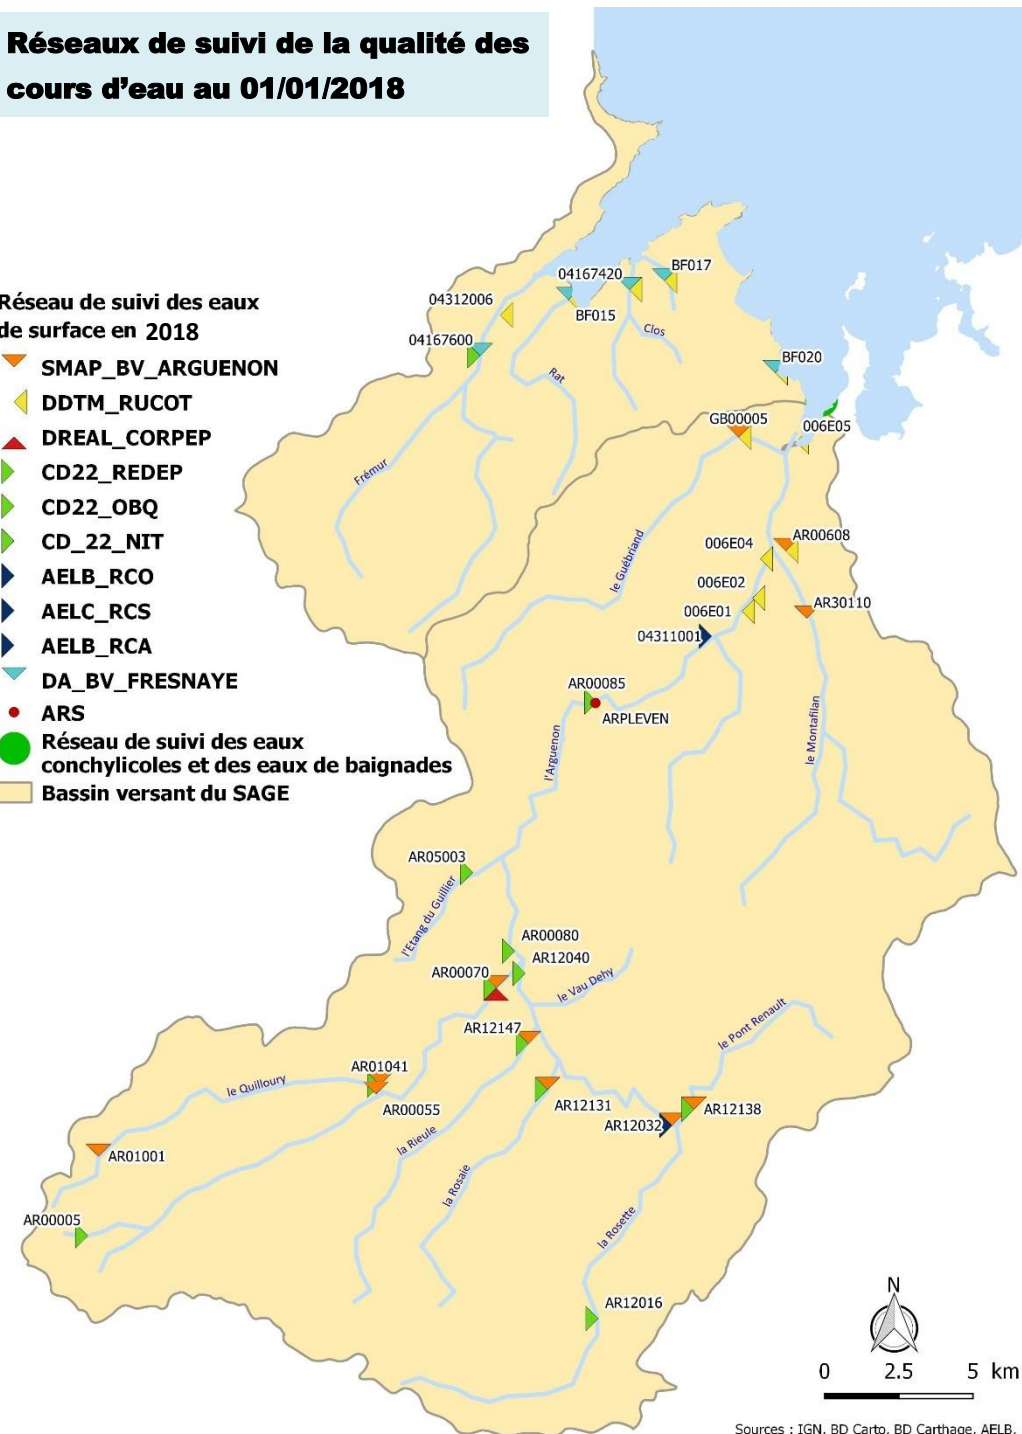 Réseaux de suivi de la qualité des
cours d'eau au 01/01/2018
BF017
04167420
04312006
BF015
04167600
Clos
BF020
Rat
GB00005
006E05
Frémur
006E04
AR00608
le Guébriand
006E02
006E01
AR30110
04311001
AR00085
ARPLEVEN
l'Arguenon
le Montafilan
Réseau de suivi des eaux
de surface en 2018
SMAP_BV_ARGUENON
DDTM_RUCOT
DREAL_CORPEP
CD22_REDEP
CD22_OBQ
CD_22_NIT
AELB_RCO
AELC_RCS
AELB_RCA
DA_BV_FRESNAYE
ARS
Réseau de suivi des eaux
conchylicoles et des eaux de baignades
Bassin versant du SAGE
AR05003
l'Etang du Guillier
AR00080
AR12040
AR00070
le Vau Dehy
AR12147
le Pont Renault
AR01041
le Quilloury
AR00055
AR12131
AR12138
AR12032
la Rieule
AR01001
la Rosaie
AR00005
la Rosette
AR12016
N
0 2.5 5 km
Sources : IGN, BD Carto, BD Carthage, AELB,